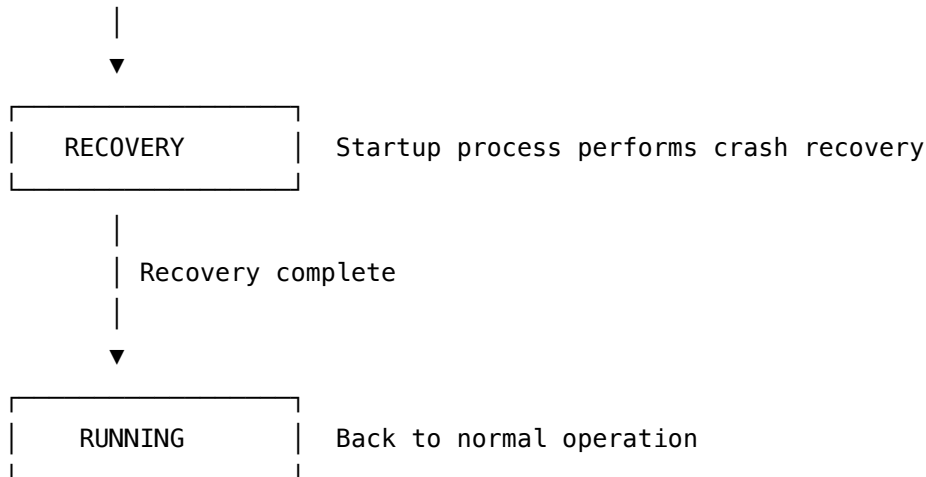 RECOVERY Startup process performs crash recovery
Recovery complete
RUNNING Back to normal operation